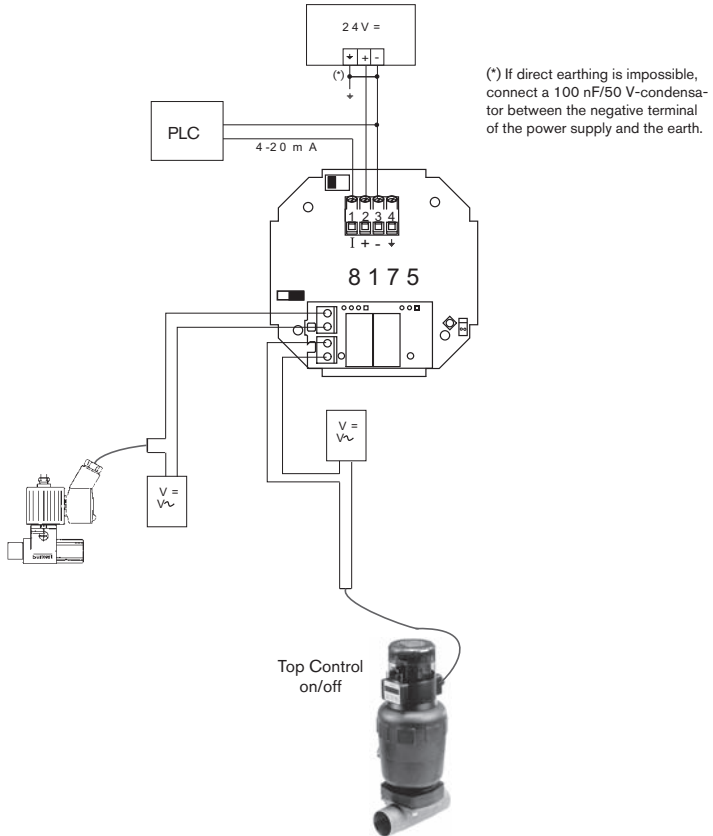 24V=
+ -
(*)
(*) If direct earthing is impossible,
connect a 100 nF/50 V-condensa-
tor between the negative terminal
of the power supply and the earth.
PLC
4-20 mA
1 2 3 4
I + -
8175
V =
V~
V =
V~
burkert
Top Control
on/off